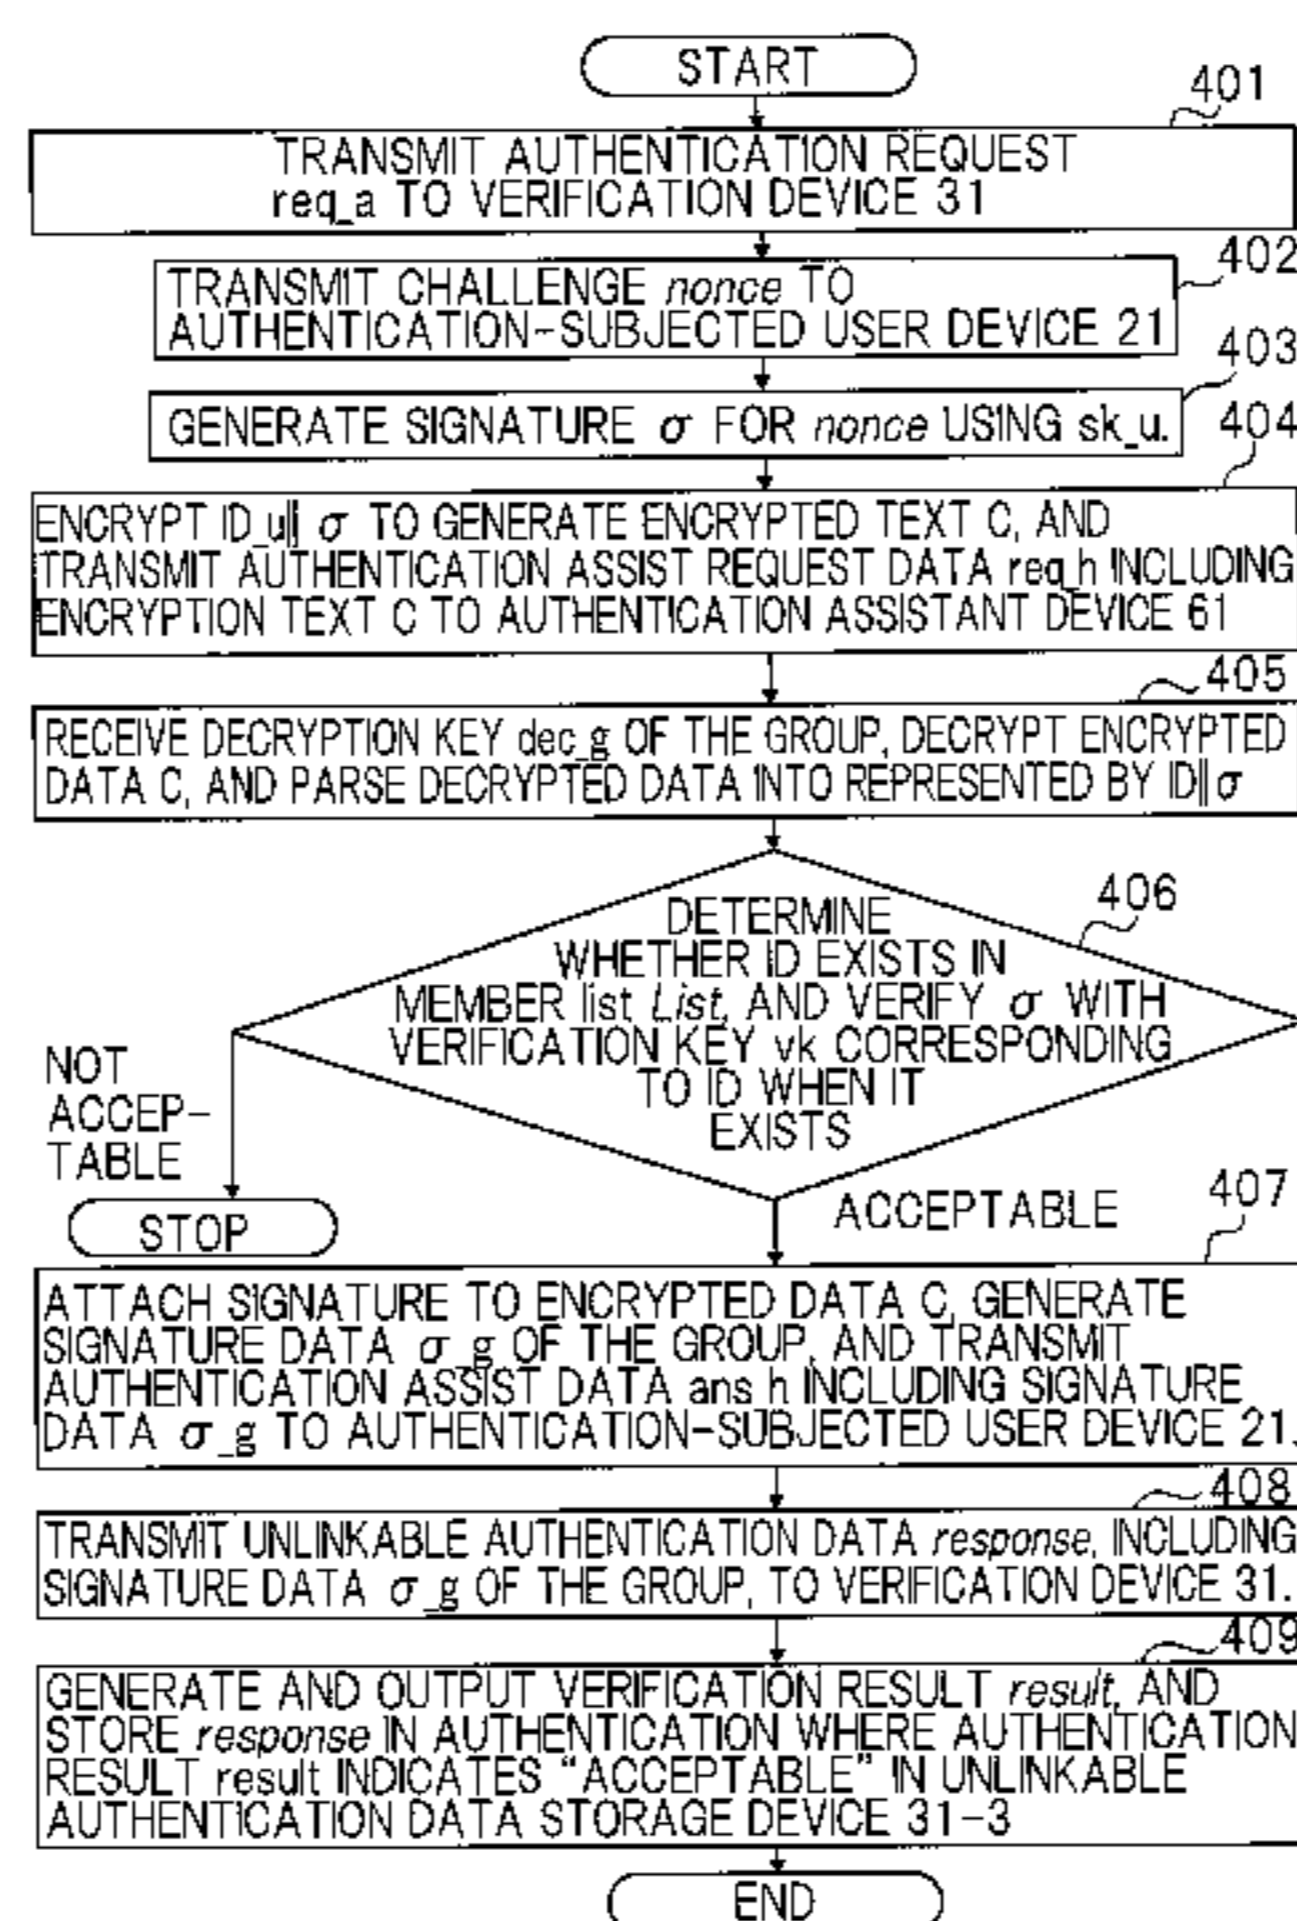 START
401
TRANSMIT AUTHENTICATION REQUEST
req_a TO VERIFICATION DEVICE 31
402
TRANSMIT CHALLENGE nonce TO
AUTHENTICATION-SUBJECTED USER DEVICE 21
403
GENERATE SIGNATURE σ FOR nonce USING sk_u.
404
ENCRYPT ID_u|| σ TO GENERATE ENCRYPTED TEXT C, AND
TRANSMIT AUTHENTICATION ASSIST REQUEST DATA req_h INCLUDING
ENCRYPTION TEXT C TO AUTHENTICATION ASSISTANT DEVICE 61
405
RECEIVE DECRYPTION KEY dec_g OF THE GROUP, DECRYPT ENCRYPTED
DATA C, AND PARSE DECRYPTED DATA INTO REPRESENTED BY ID||σ
406
DETERMINE
WHETHER ID EXISTS IN
MEMBER list List, AND VERIFY σ WITH
VERIFICATION KEY vk CORRESPONDING
TO ID WHEN IT
EXISTS
NOT
ACCEP-
TABLE
STOP
ACCEPTABLE
407
ATTACH SIGNATURE TO ENCRYPTED DATA C, GENERATE
SIGNATURE DATA σ_g OF THE GROUP, AND TRANSMIT
AUTHENTICATION ASSIST DATA ans_h INCLUDING SIGNATURE
DATA σ_g TO AUTHENTICATION-SUBJECTED USER DEVICE 21.
408
TRANSMIT UNLINKABLE AUTHENTICATION DATA response, INCLUDING
SIGNATURE DATA σ_g OF THE GROUP, TO VERIFICATION DEVICE 31.
409
GENERATE AND OUTPUT VERIFICATION RESULT result, AND
STORE response IN AUTHENTICATION WHERE AUTHENTICATION
RESULT result INDICATES “ACCEPTABLE” IN UNLINKABLE
AUTHENTICATION DATA STORAGE DEVICE 31-3
END